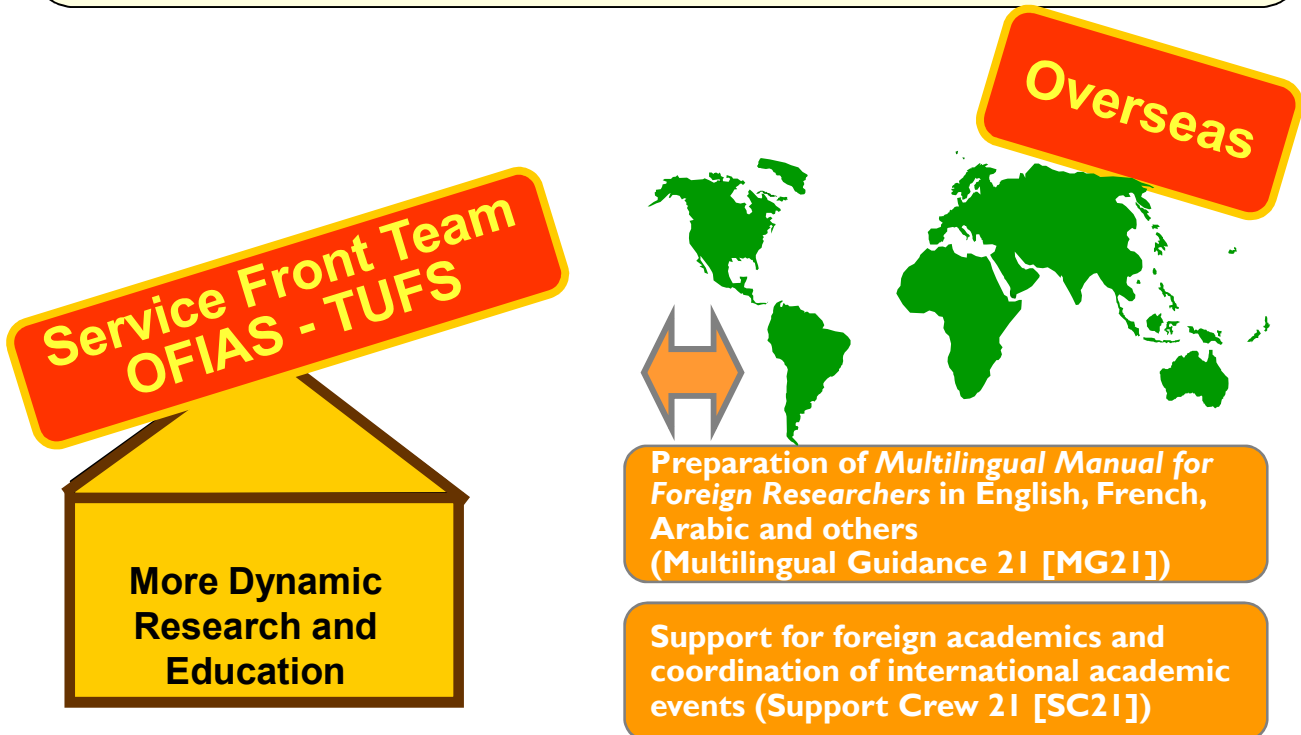 Overseas
Service Front Team
OFIAS - TUFS
More Dynamic
Research and
Education
Preparation of Multilingual Manual for
Foreign Researchers in English, French,
Arabic and others
(Multilingual Guidance 21 [MG21])
Support for foreign academics and
coordination of international academic
events (Support Crew 21 [SC21])